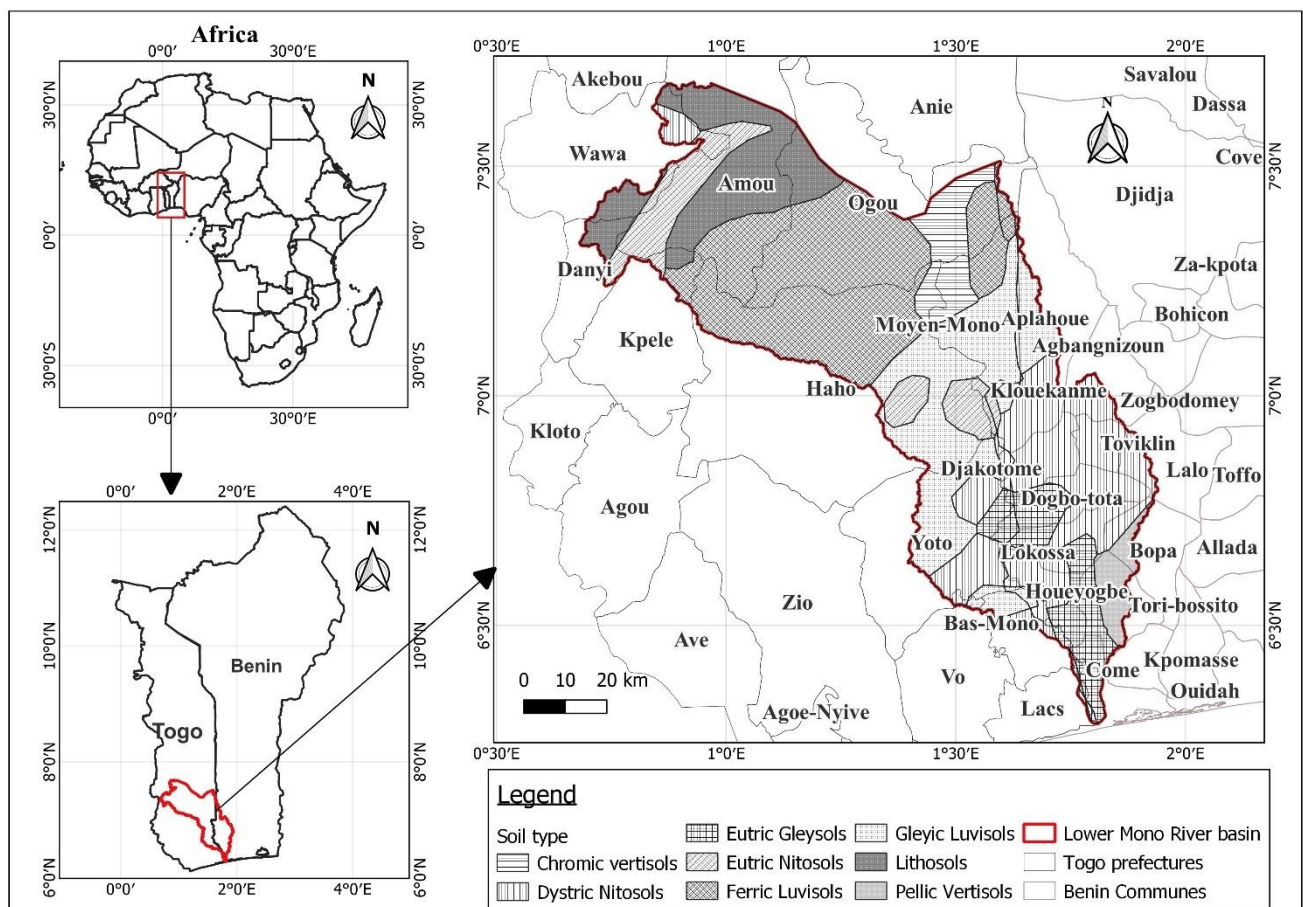 Africa
0°0′ 30°0′E
N
30°0′N
0°0′
30°0′S
30°0′N
0°0′
30°0′S
0°0′ 30°0′E
0°0′ 2°0′E 4°0′E
N
12°0′N
10°0′N
8°0′N
6°0′N
12°0′N
10°0′N
8°0′N
6°0′N
Benin
Togo
0°0′ 2°0′E 4°0′E
0°30′E 1°0′E 1°30′E 2°0′E
Akebou
Anie
Savalou
Dassa
N
Wawa
Cove
7°30′N
7°30′N
Amou
Ogou
Djidja
Danyi
Za-kpota
Kpele
Moyen-Mono
Aplahoue
Bohicon
Agbangnizoun
Haho
Klouekanme
Zogbodomey
7°0′N
7°0′N
Kloto
Toviklin
Djakotome
Lalo
Toffo
Agou
Dogbo-tota
Yoto
Lokossa
Bopa
Allada
Zio
Houeyogbe
Tori-bossito
6°30′N
6°30′N
Ave
Bas-Mono
Kpomasse
Vo
Come
Ouidah
Lacs
Agoe-Nyive
0 10 20 km
0°30′E 1°0′E 1°30′E 2°0′E
Legend
Soil type
Chromic vertisols
Dystric Nitosols
Eutric Gleysols
Eutric Nitosols
Ferric Luvisols
Gleyic Luvisols
Lithosols
Pellic Vertisols
Lower Mono River basin
Togo prefectures
Benin Communes